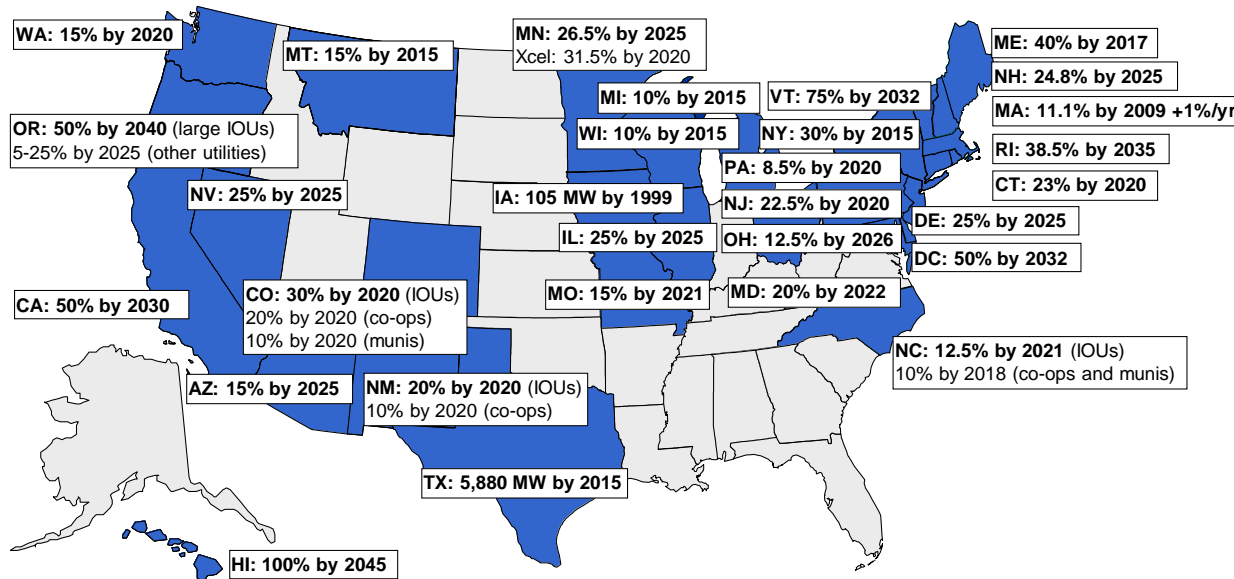 WA: 15% by 2020
MT: 15% by 2015
MN: 26.5% by 2025
Xcel: 31.5% by 2020
ME: 40% by 2017
NH: 24.8% by 2025
MI: 10% by 2015
VT: 75% by 2032
MA: 11.1% by 2009 +1%/yr
OR: 50% by 2040 (large IOUs)
5-25% by 2025 (other utilities)
WI: 10% by 2015
NY: 30% by 2015
RI: 38.5% by 2035
PA: 8.5% by 2020
CT: 23% by 2020
NV: 25% by 2025
IA: 105 MW by 1999
NJ: 22.5% by 2020
DE: 25% by 2025
IL: 25% by 2025
OH: 12.5% by 2026
DC: 50% by 2032
CA: 50% by 2030
CO: 30% by 2020 (IOUs)
20% by 2020 (co-ops)
10% by 2020 (munis)
MO: 15% by 2021
MD: 20% by 2022
NC: 12.5% by 2021 (IOUs)
10% by 2018 (co-ops and munis)
AZ: 15% by 2025
NM: 20% by 2020 (IOUs)
10% by 2020 (co-ops)
TX: 5,880 MW by 2015
HI: 100% by 2045